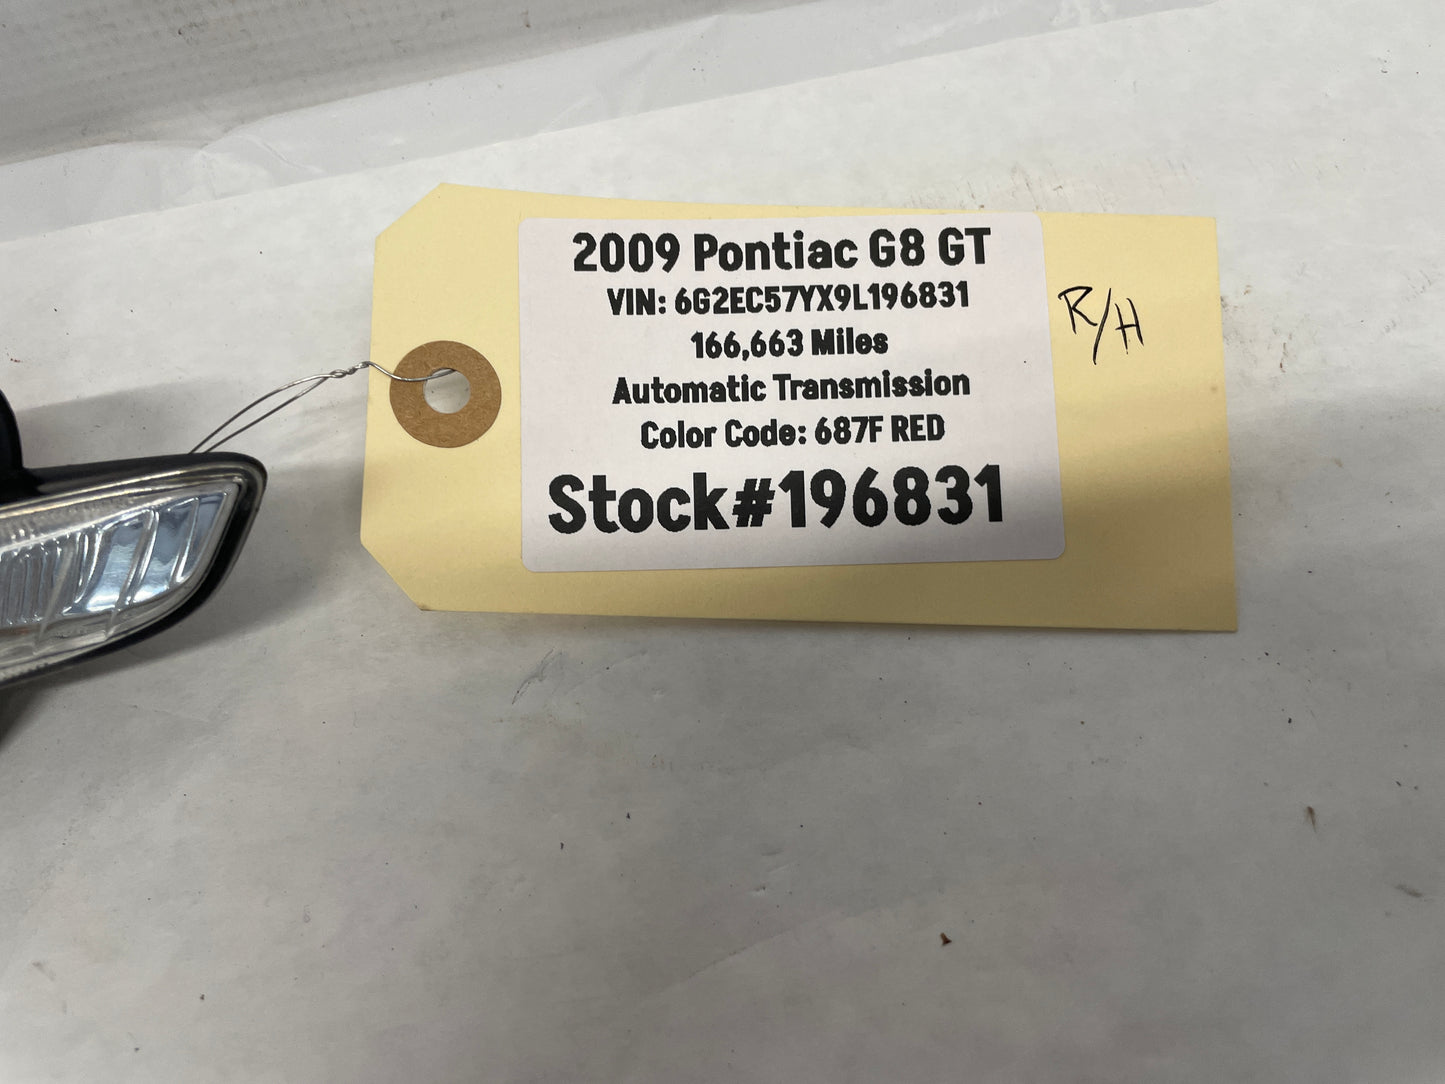 2009 Pontiac G8 GT
VIN: 6G2EC57YX9L196831
166,663 Miles
Automatic Transmission
Color Code: 687F RED
Stock#196831
R/H